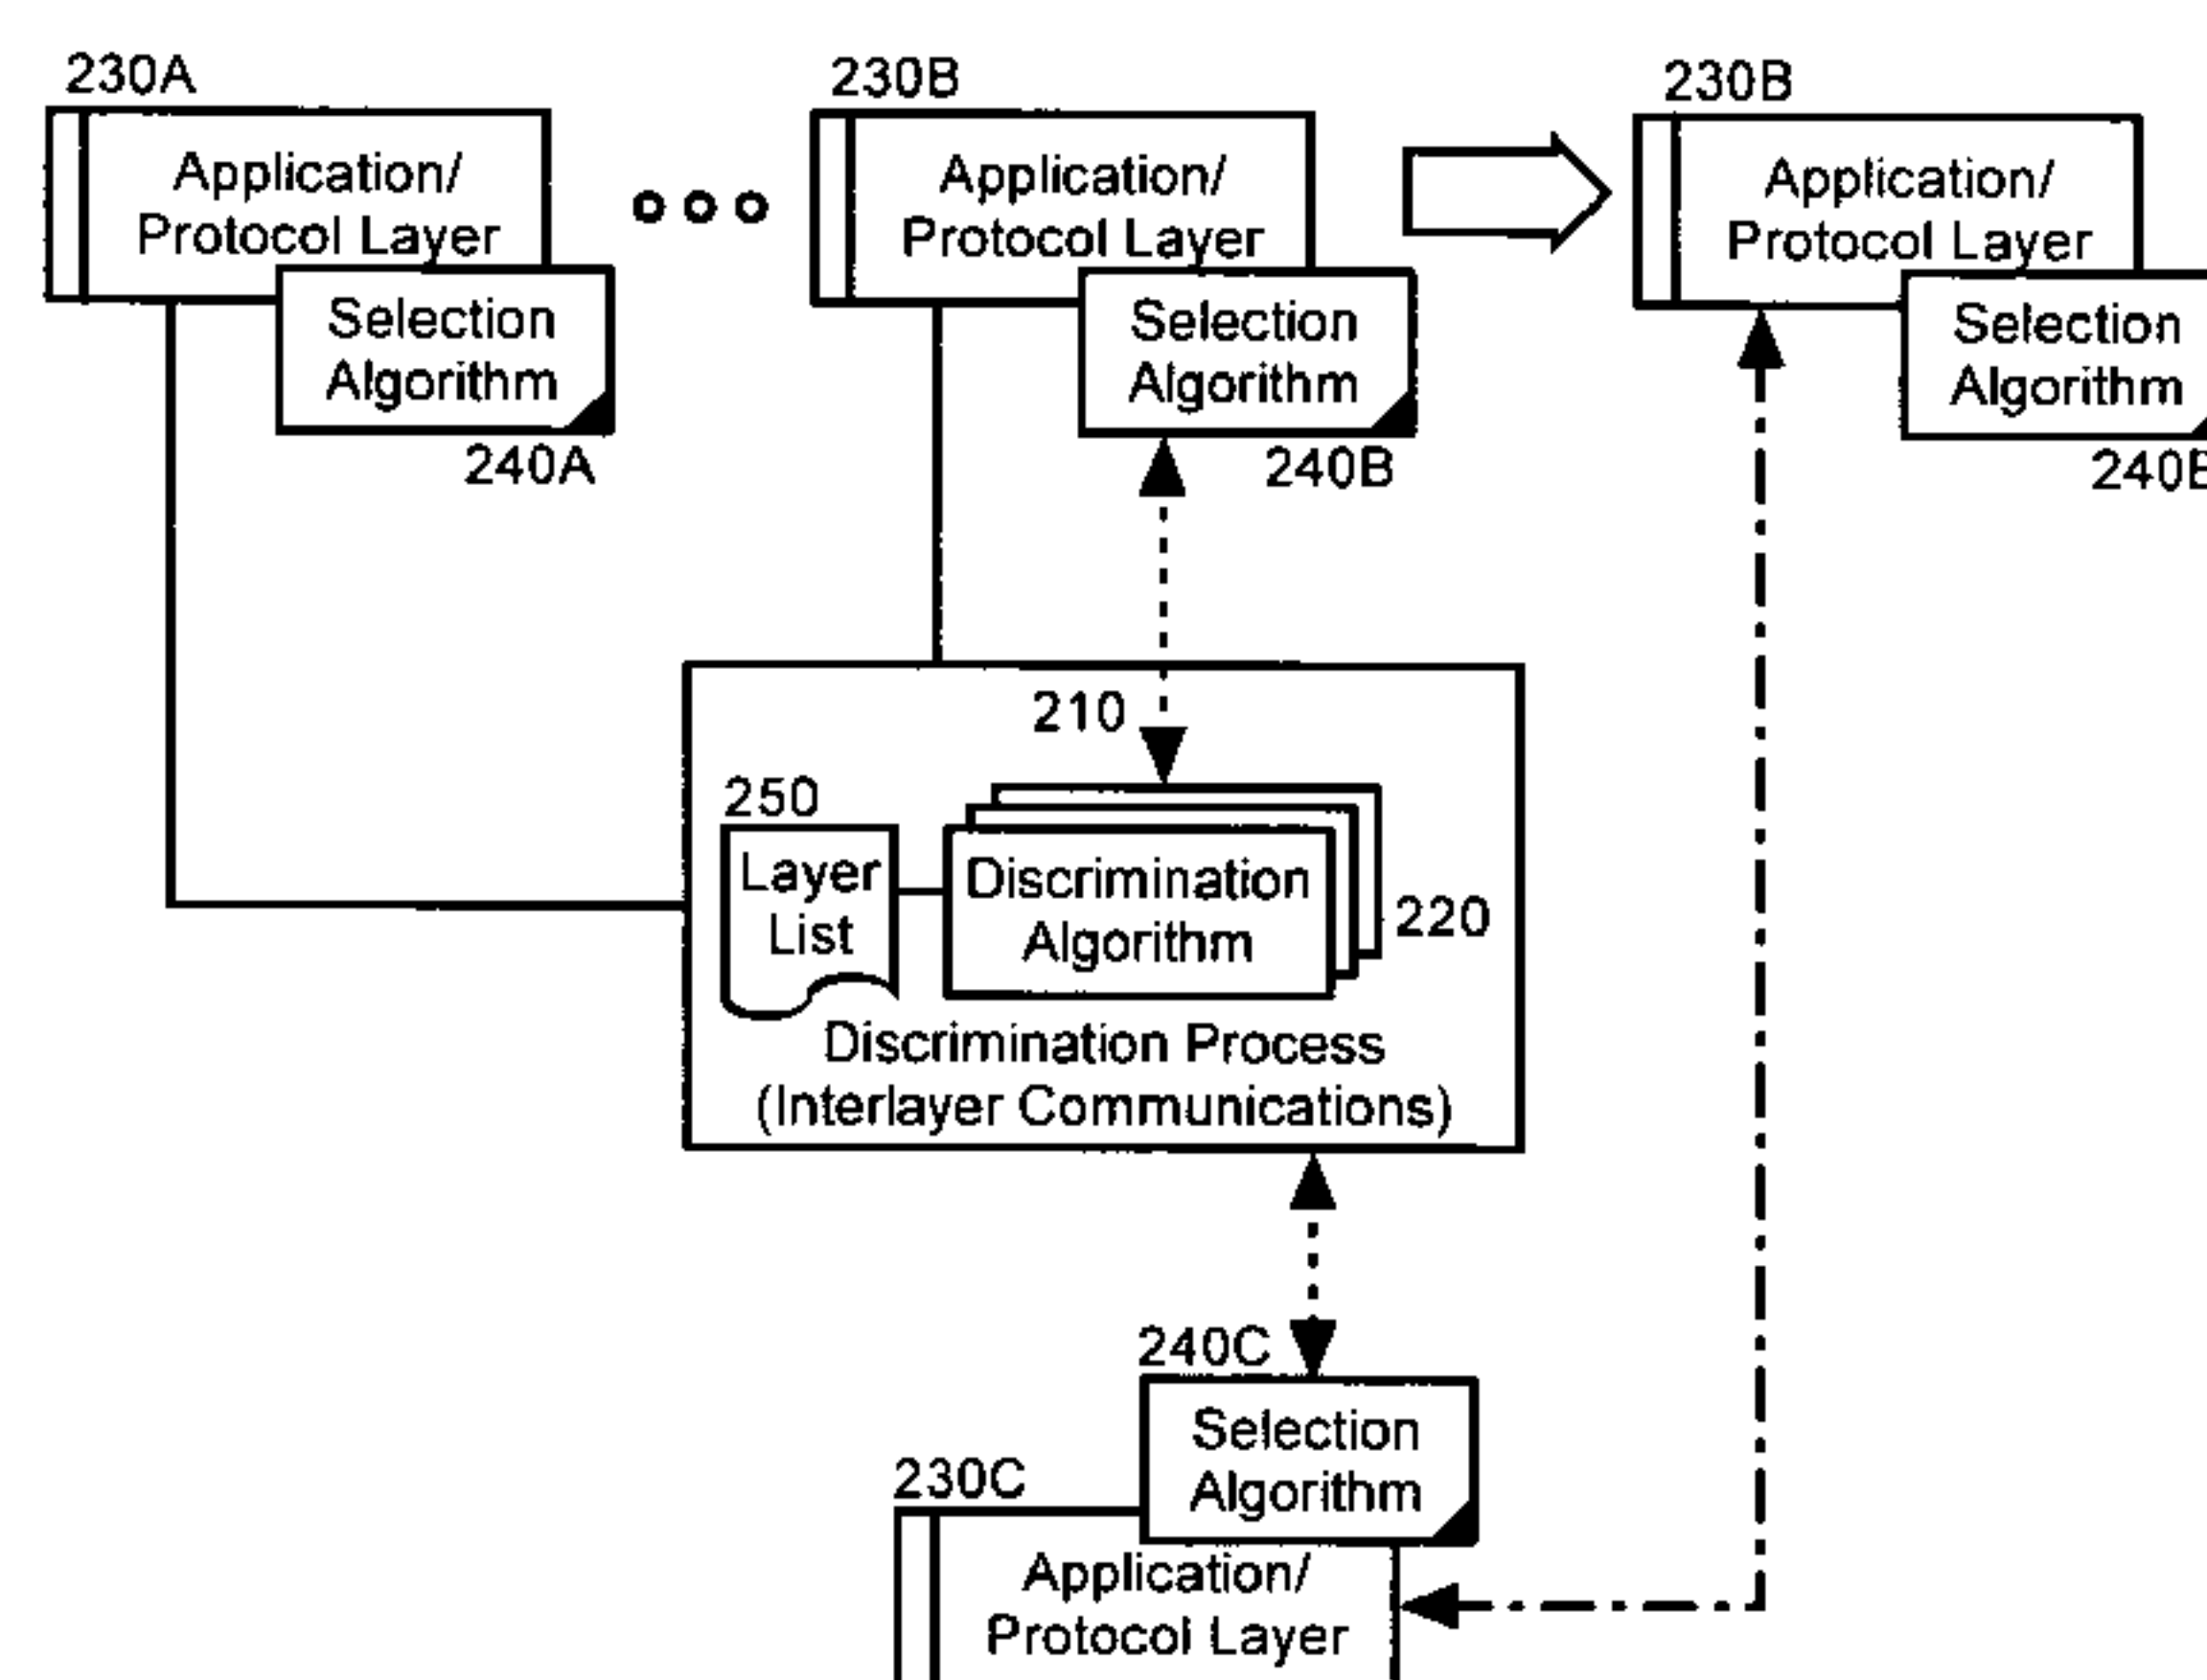 230A
Application/
Protocol Layer
Selection
Algorithm
240A
230B
Application/
Protocol Layer
Selection
Algorithm
240B
230B
Application/
Protocol Layer
Selection
Algorithm
240B
210
250
Layer
List
Discrimination
Algorithm
220
Discrimination Process
(Interlayer Communications)
240C
Selection
Algorithm
230C
Application/
Protocol Layer